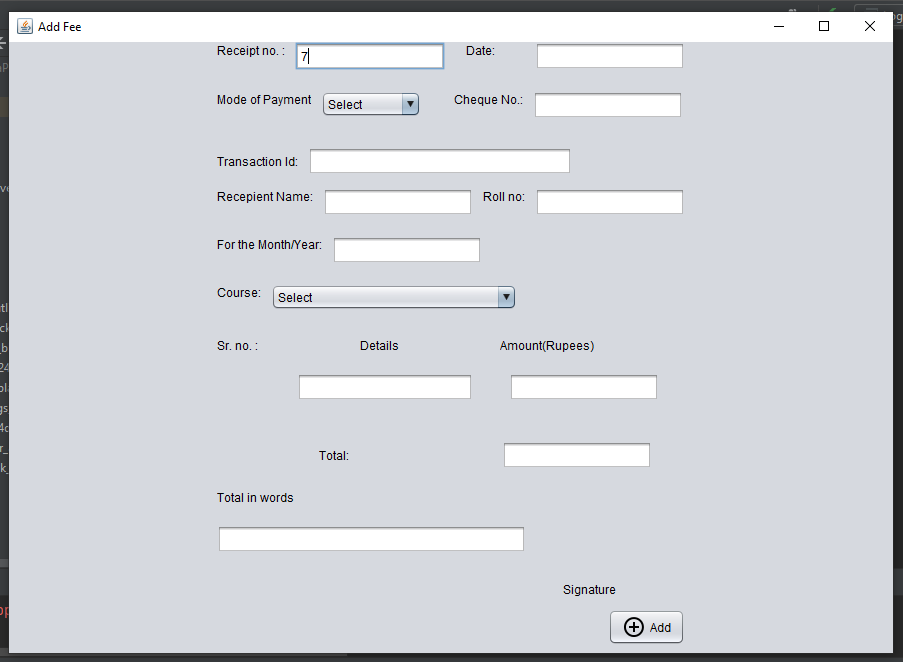 Add Fee
Receipt no. : 7 Date:
Mode of Payment Select Cheque No.:
Transaction Id:
Recepient Name: Roll no:
For the Month/Year:
Course: Select
Sr. no. : Details Amount(Rupees)
Total:
Total in words
Signature
Add